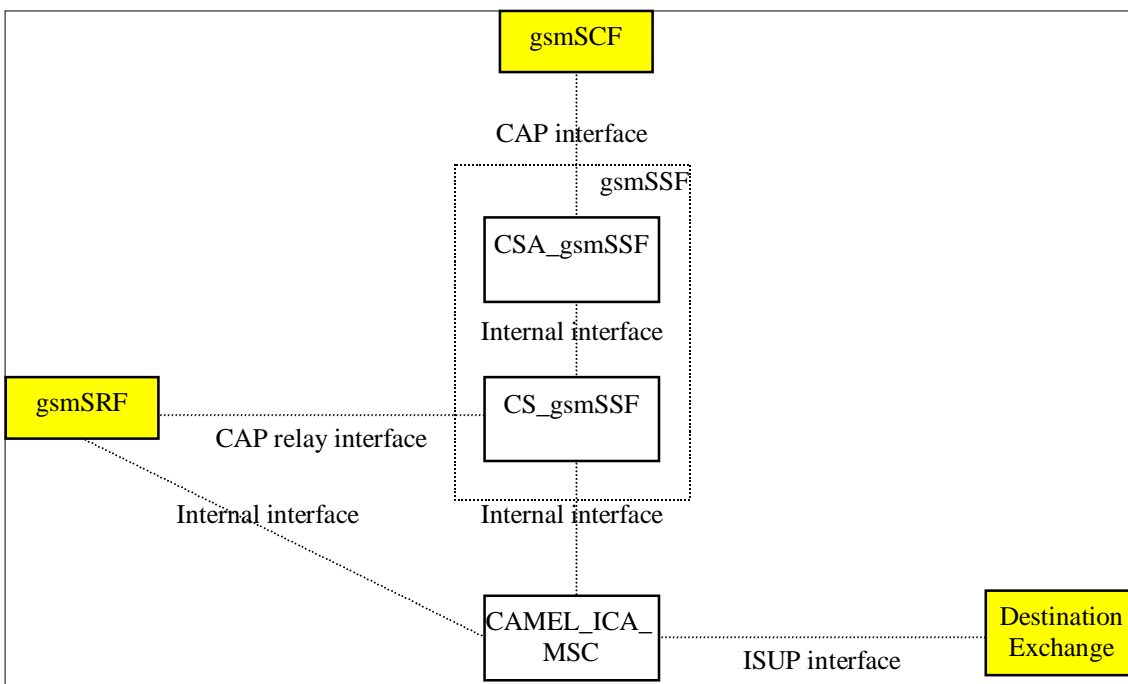 gsmSCF
CAP interface
gsmSSF
CSA_gsmSSF
Internal interface
gsmSRF
CS_gsmSSF
CAP relay interface
Internal interface
Internal interface
CAMEL_ICA_
MSC
Destination
Exchange
ISUP interface